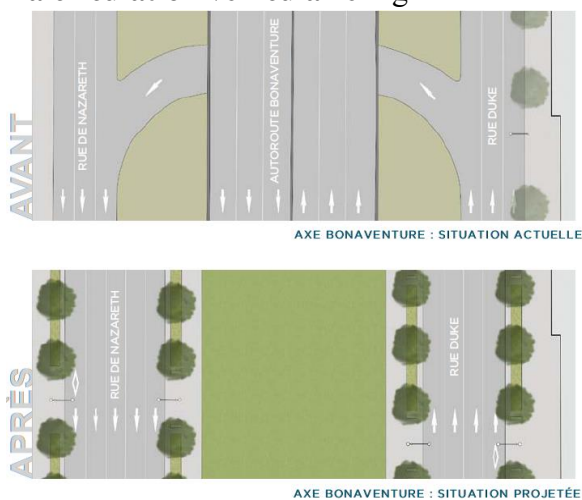 AVANT
RUE DE NAZARETH
AUTOROUTE BONAVENTURE
RUE DUKE
AXE BONAVENTURE : SITUATION ACTUELLE
APRÈS
RUE DE NAZARETH
RUE DUKE
AXE BONAVENTURE : SITUATION PROJETÉE